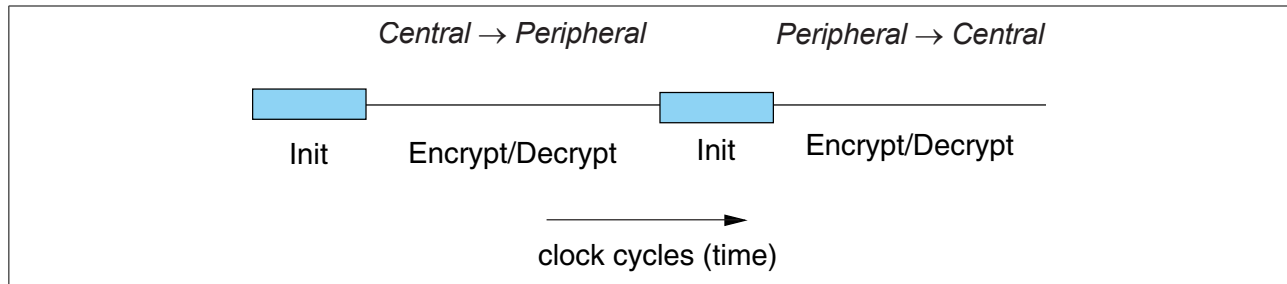 Central → Peripheral Peripheral → Central
Init Encrypt/Decrypt Init Encrypt/Decrypt
clock cycles (time)